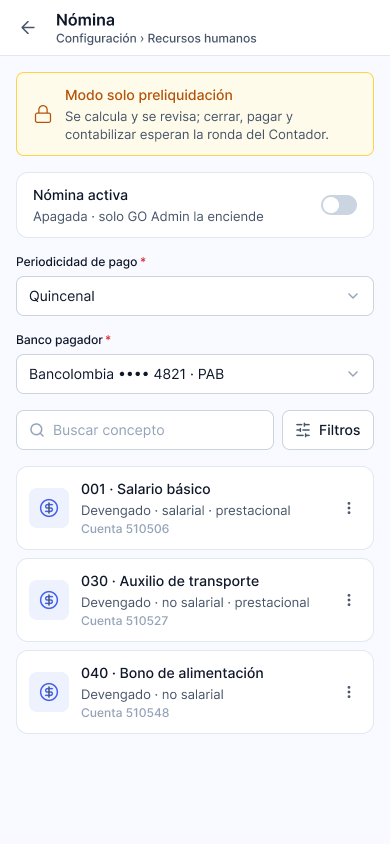 Nómina
Configuración › Recursos humanos
Modo solo preliquidación
Se calcula y se revisa; cerrar, pagar y
contabilizar esperan la ronda del Contador.
Nómina activa
Apagada · solo GO Admin la enciende
Periodicidad de pago *
Quincenal
Banco pagador *
Bancolombia •••• 4821 · PAB
Buscar concepto
Filtros
001 · Salario básico
Devengado · salarial · prestacional
Cuenta 510506
030 · Auxilio de transporte
Devengado · no salarial · prestacional
Cuenta 510527
040 · Bono de alimentación
Devengado · no salarial
Cuenta 510548